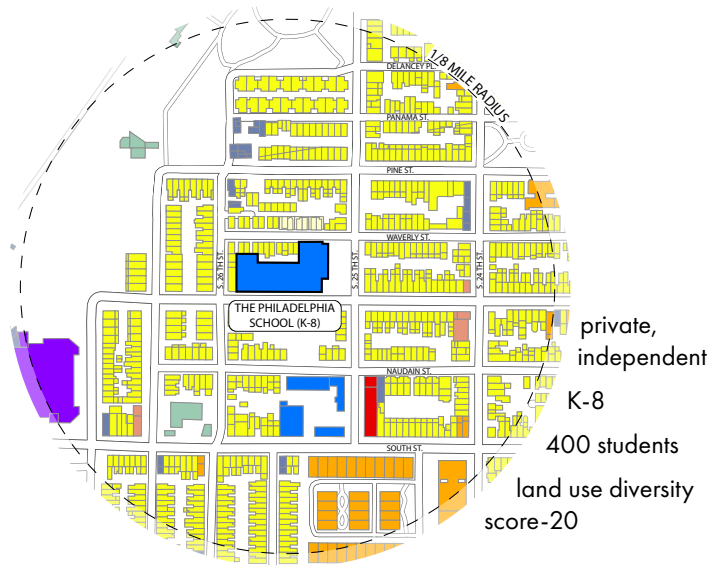 1/8 MILE RADIUS
DELANCEY PL.
PANAMA ST.
PINE ST.
WAVERLY ST.
S. 26 TH ST.
S. 25 TH ST.
S. 24 TH ST.
THE PHILADELPHIA
SCHOOL (K-8)
NAUDAIN ST.
SOUTH ST.
private,
independent
K-8
400 students
land use diversity
score-20